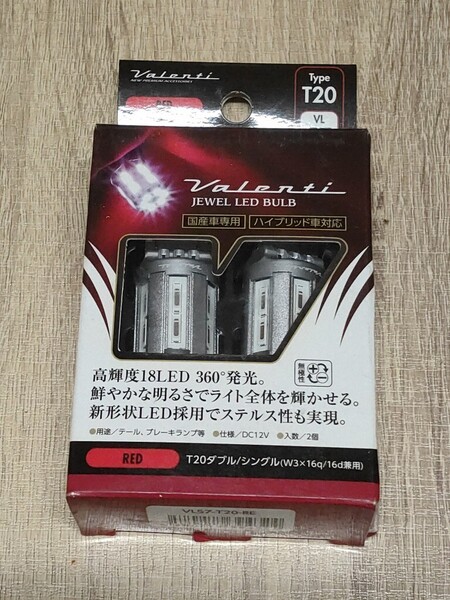 Valenti
NEW-PREMIUM ACCESSORIES
Type
T20
RED
VL
Valenti
JEWEL LED BULB
国産車専用 ハイブリッド車対応
高輝度18LED 360°発光。
鮮やかな明るさでライト全体を輝かせる。
新形状LED採用でステルス性も実現。
無極性
●用途/テール、ブレーキランプ等 ●仕様/DC12V ●入数/2個
RED T20ダブル/シングル(W3×16q/16d兼用)
VLS7-T20-RE